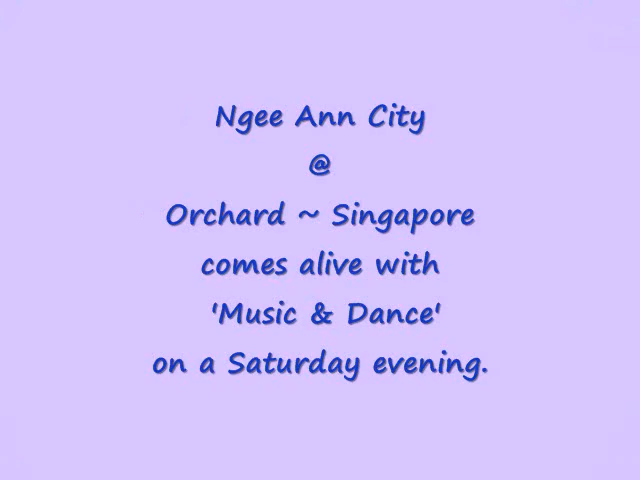 Ngee Ann City
@
Orchard ~ Singapore
comes alive with
'Music & Dance'
on a Saturday evening.